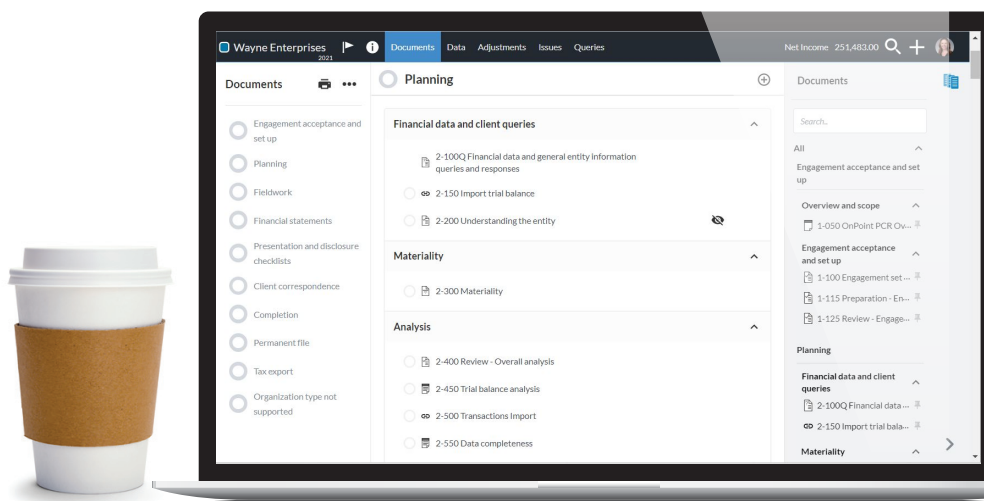 Wayne Enterprises
2021
Documents Data Adjustments Issues Queries
Net Income 251,483.00
Documents
Engagement acceptance and
set up
Planning
Fieldwork
Financial statements
Presentation and disclosure
checklists
Client correspondence
Completion
Permanent file
Tax export
Organization type not
supported
Planning
Financial data and client queries
2-100Q Financial data and general entity information
queries and responses
2-150 Import trial balance
2-200 Understanding the entity
Materiality
2-300 Materiality
Analysis
2-400 Review - Overall analysis
2-450 Trial balance analysis
2-500 Transactions Import
2-550 Data completeness
Documents
Search..
All
Engagement acceptance and set
up
Overview and scope
1-050 OnPoint PCR Ov...
Engagement acceptance
and set up
1-100 Engagement set ...
1-115 Preparation - En...
1-125 Review - Engage...
Planning
Financial data and client
queries
2-100Q Financial data ...
2-150 Import trial bala...
Materiality